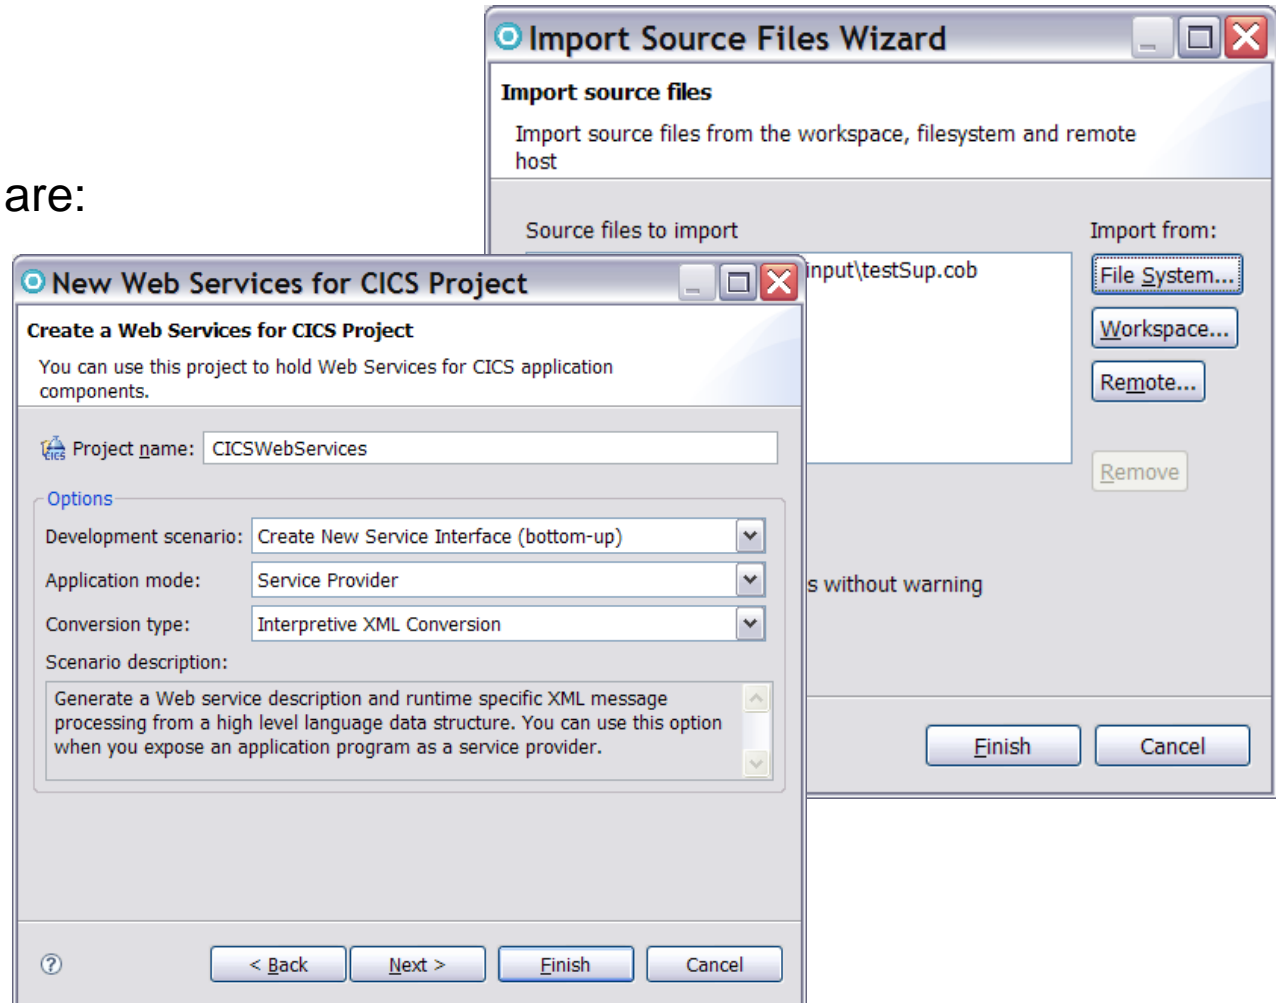 Import Source Files Wizard
Import source files
Import source files from the workspace, filesystem and remote
host
are:
Source files to import
Import from:
input\testSup.cob
File System...
Workspace...
Remote...
Remove
s without warning
Finish
Cancel
New Web Services for CICS Project
Create a Web Services for CICS Project
You can use this project to hold Web Services for CICS application
components.
CICS
Project name:
CICSWebServices
Options
Development scenario:
Create New Service Interface (bottom-up)
Application mode:
Service Provider
Conversion type:
Interpretive XML Conversion
Scenario description:
Generate a Web service description and runtime specific XML message
processing from a high level language data structure. You can use this option
when you expose an application program as a service provider.
?
< Back
Next >
Finish
Cancel